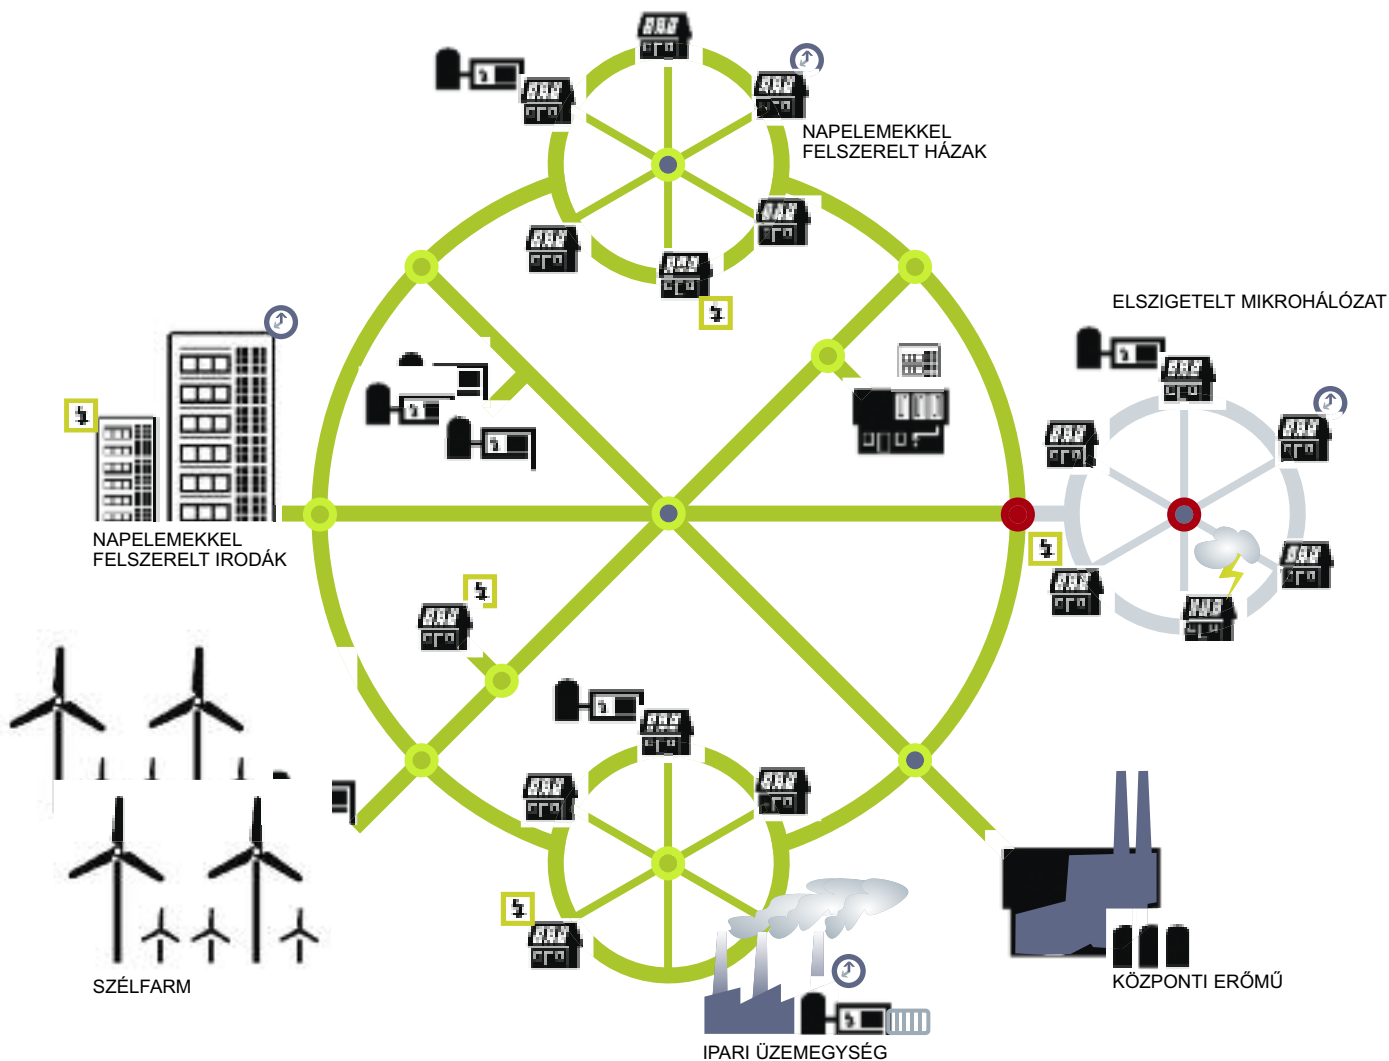 NAPELEMEKKEL
FELSZERELT HÁZAK
ELSZIGETELT MIKROHÁLÓZAT
NAPELEMEKKEL
FELSZERELT IRODÁK
SZÉLFARM
KÖZPONTI ERŐMŰ
IPARI ÜZEMEGYSÉG